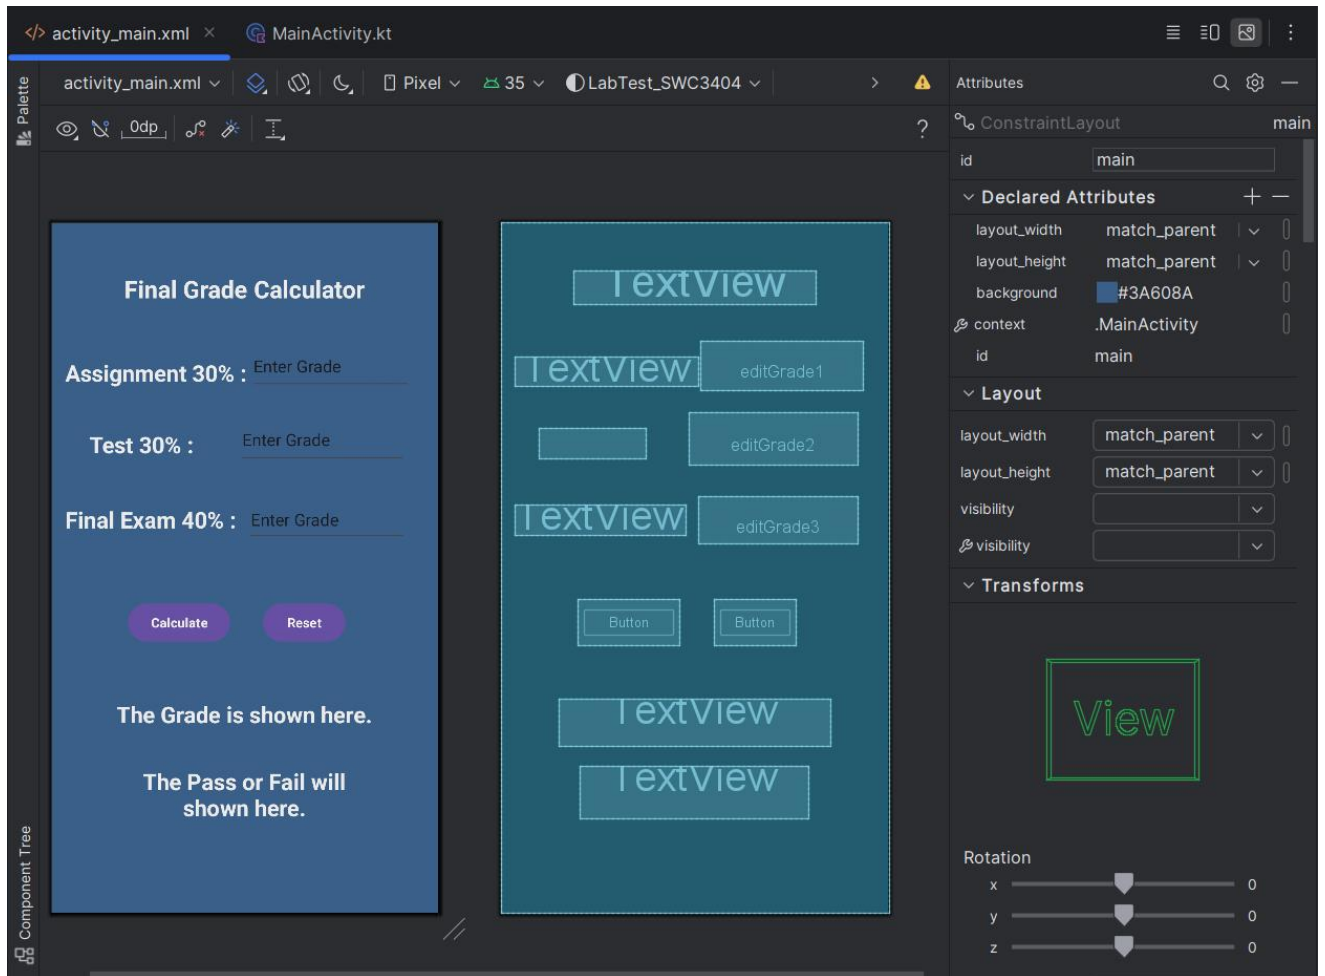 activity_main.xml MainActivity.kt
activity_main.xml Pixel 35 LabTest_SWC3404 Attributes
Palette
0dp ? ConstraintLayout main
id main
Declared Attributes
layout_width match_parent
layout_height match_parent
background #3A608A
context .MainActivity
id main
Layout
layout_width match_parent
layout_height match_parent
visibility
visibility
Transforms
View
Rotation
x 0
y 0
z 0
Final Grade Calculator
Assignment 30% : Enter Grade
Test 30% : Enter Grade
Final Exam 40% : Enter Grade
Calculate Reset
The Grade is shown here.
The Pass or Fail will
shown here.
TextView
TextView editGrade1
editGrade2
TextView editGrade3
Button Button
TextView
TextView
Component Tree